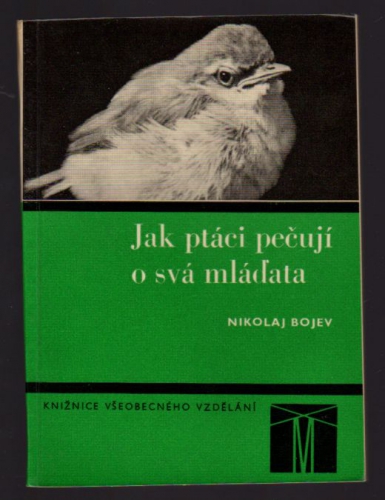 Jak ptáci pečují
o svá mláďata
NIKOLAJ BOJEV
KNIŽNICE VŠEOBECNÉHO VZDĚLÁNÍ
M